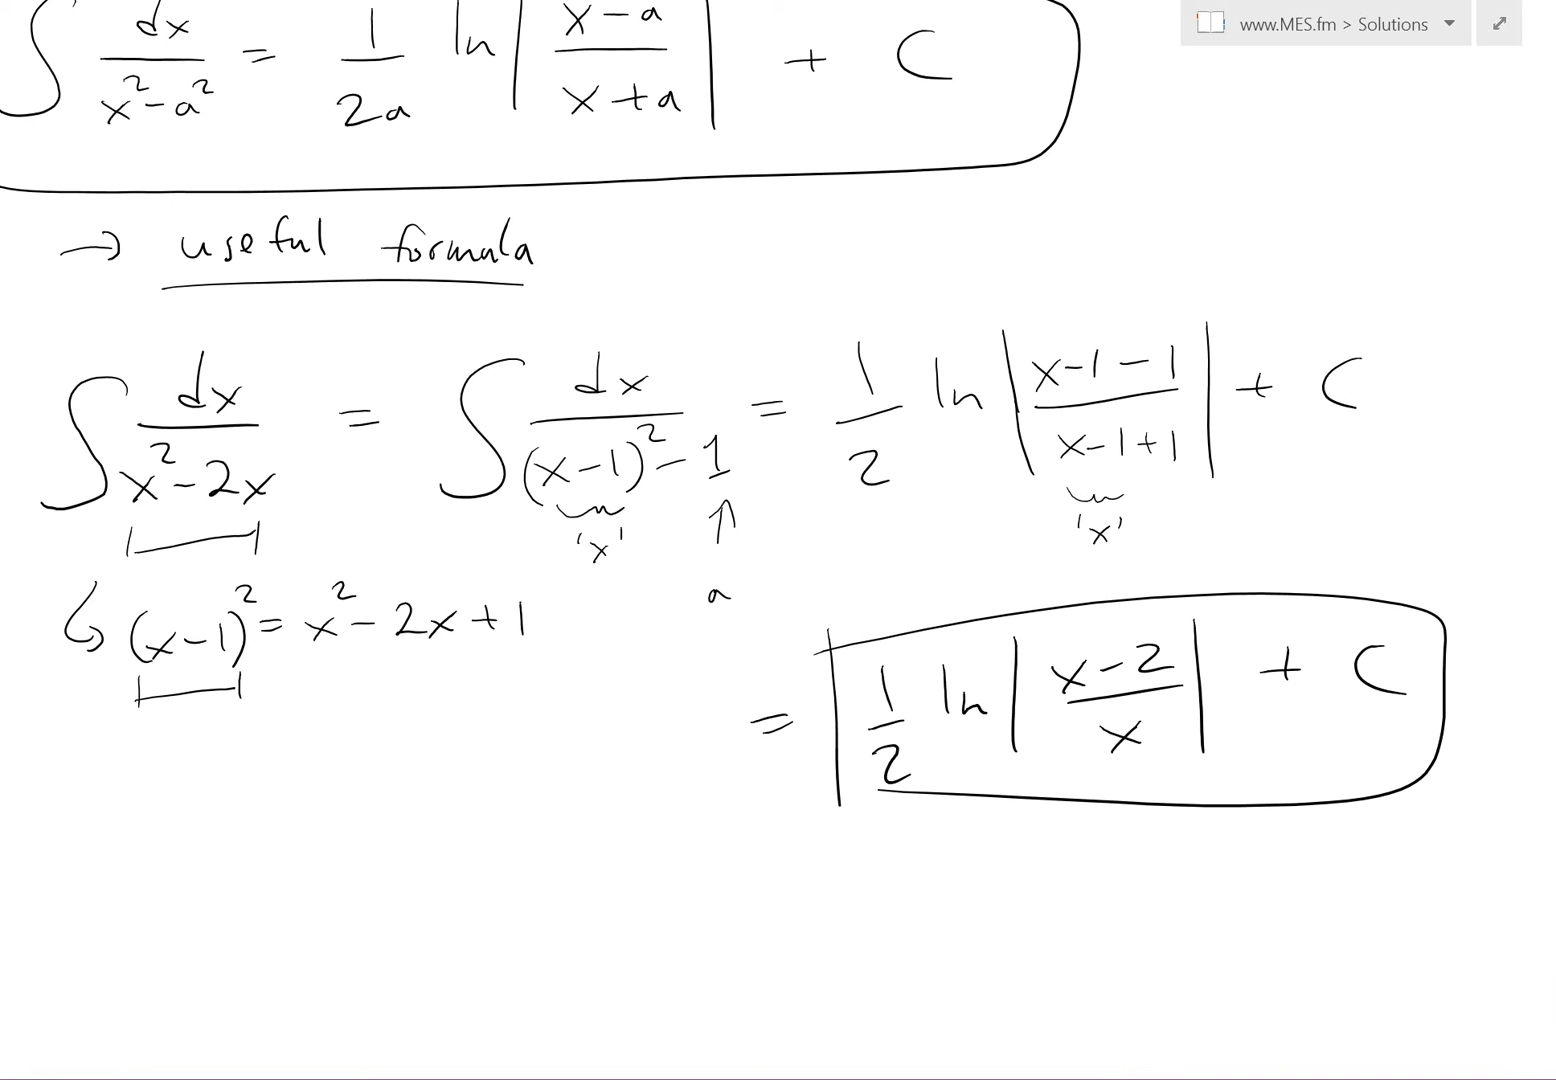 www.MES.fm > Solutions
∫ dx/(x² - a²) = 1/(2a) ln |(x - a)/(x + a)| + C
→ useful formula
∫ dx/(x² - 2x) = ∫ dx/((x - 1)² - 1) = 1/2 ln |(x - 1 - 1)/(x - 1 + 1)| + C
'x' ↑ 'x'
a
↳ (x - 1)² = x² - 2x + 1
= 1/2 ln |(x - 2)/x| + C